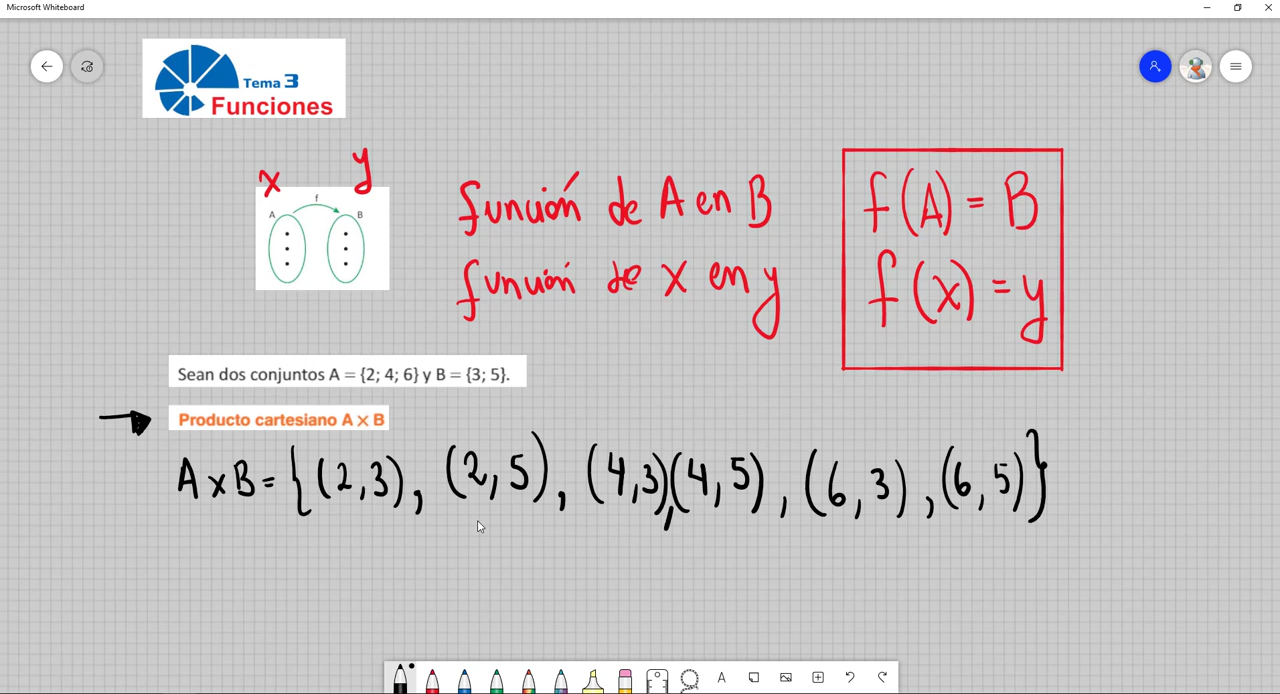 Microsoft Whiteboard
Tema 3
Funciones
x y
f
A B
función de A en B
función de x en y
f(A) = B
f(x) = y
Sean dos conjuntos A = {2; 4; 6} y B = {3; 5}.
Producto cartesiano A × B
A x B = {(2,3), (2,5), (4,3),(4,5), (6,3), (6,5)}
A